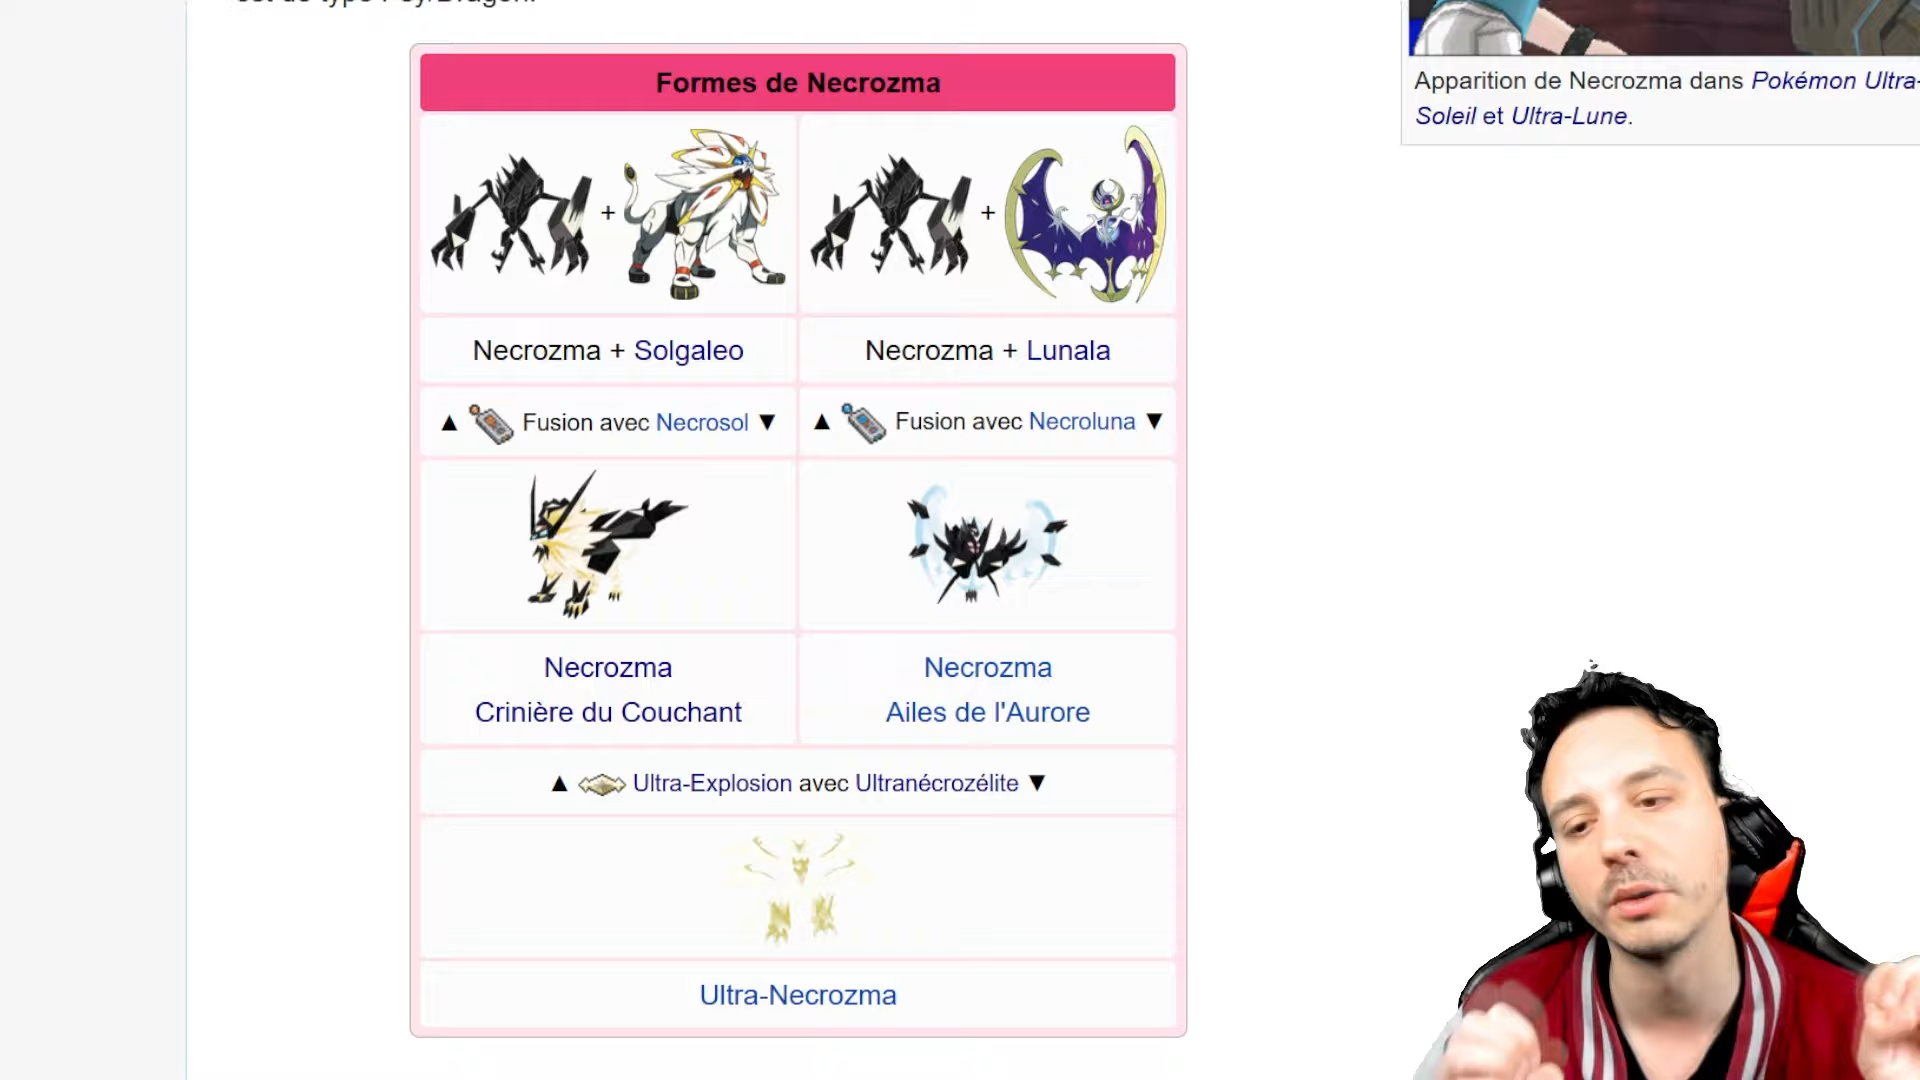 Formes de Necrozma
+
+
Necrozma + Solgaleo
Necrozma + Lunala
▲ Fusion avec Necrosol ▼
▲ Fusion avec Necroluna ▼
Necrozma
Crinière du Couchant
Necrozma
Ailes de l'Aurore
▲ Ultra-Explosion avec Ultranécrozélite ▼
Ultra-Necrozma
Apparition de Necrozma dans Pokémon Ultra-
Soleil et Ultra-Lune.